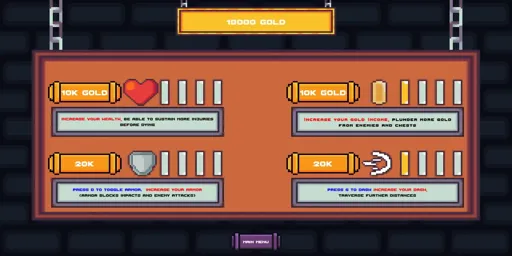 10000 GOLD
10K GOLD
INCREASE YOUR HEALTH, BE ABLE TO SUSTAIN MORE INJURIES
BEFORE DYING
10K GOLD
INCREASE YOUR GOLD INCOME, PLUNDER MORE GOLD
FROM ENEMIES AND CHESTS
20K
PRESS Q TO TOGGLE ARMOR, INCREASE YOUR ARMOR
(ARMOR BLOCKS IMPACTS AND ENEMY ATTACKS)
20K
PRESS E TO DASH INCREASE YOUR DASH,
TRAVERSE FURTHER DISTANCES
MAIN MENU